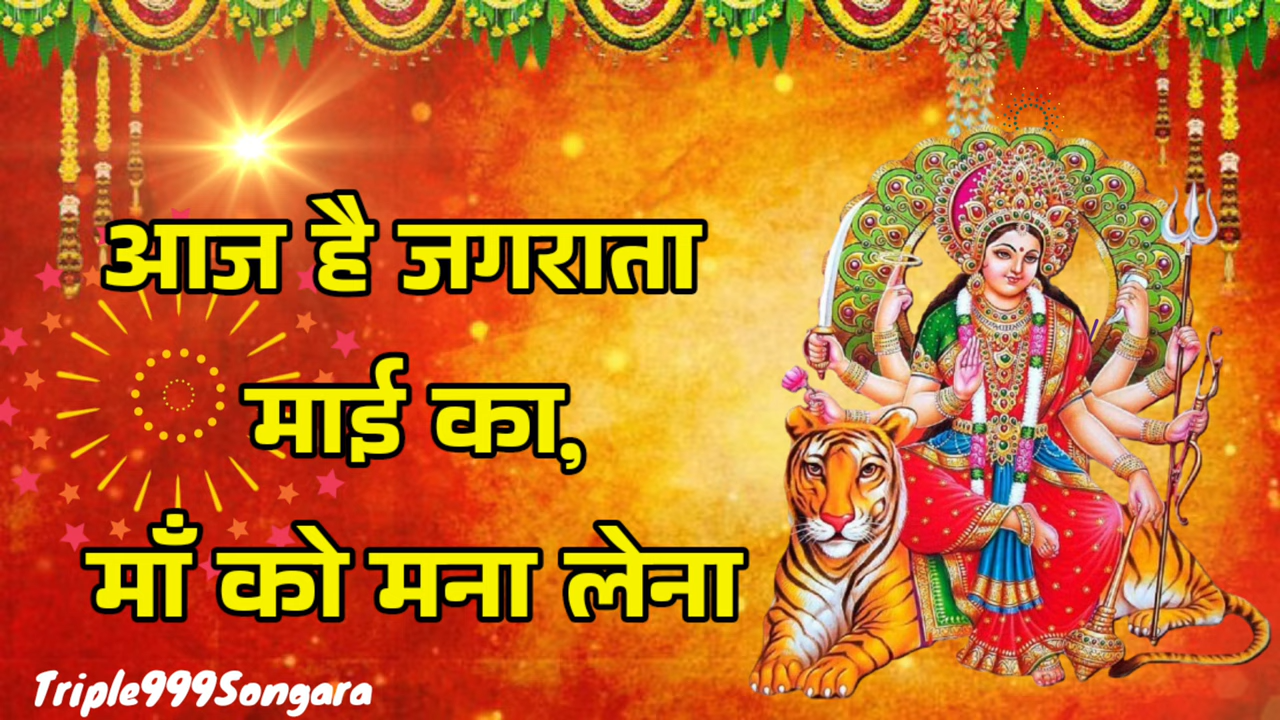 आज है जगराता
माई का,
माँ को मना लेना
Triple999Songara